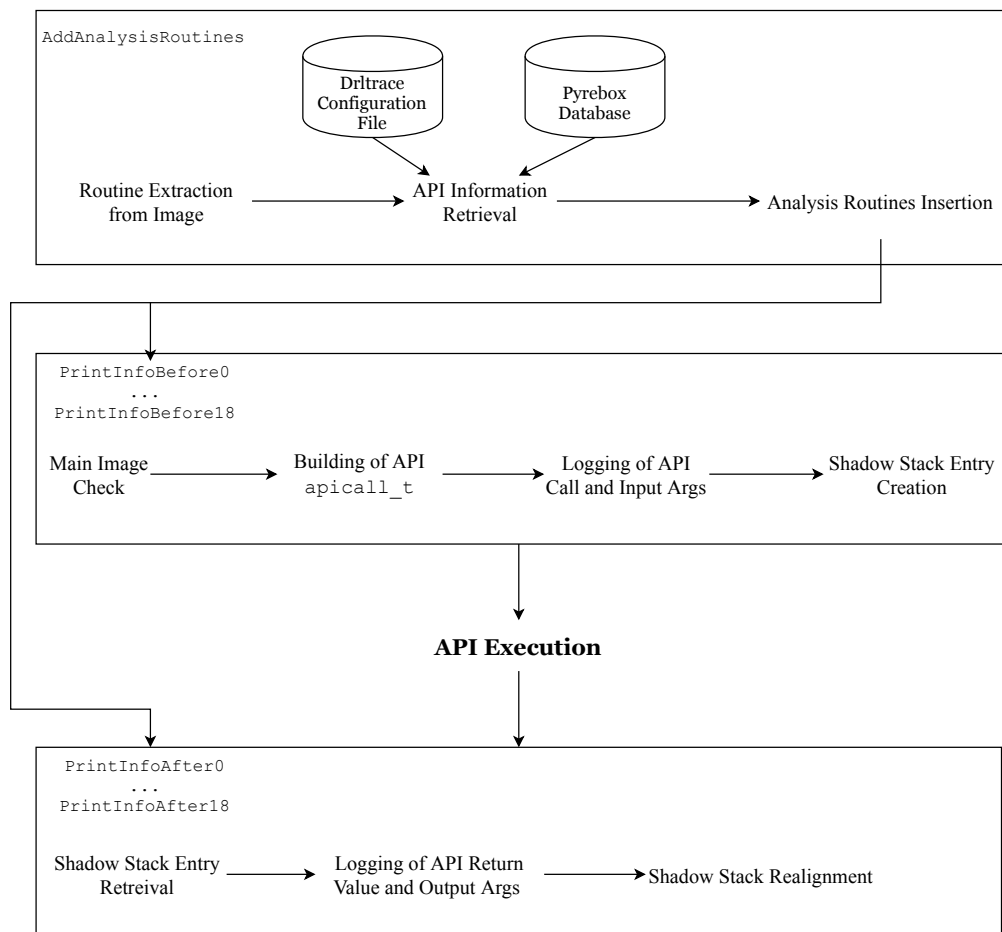 AddAnalysisRoutines
Drltrace
Configuration
File
Pyrebox
Database
Routine Extraction
from Image
API Information
Retrieval
Analysis Routines Insertion
PrintInfoBefore0
...
PrintInfoBefore18
Main Image
Check
Building of API
apicall_t
Logging of API
Call and Input Args
Shadow Stack Entry
Creation
API Execution
PrintInfoAfter0
...
PrintInfoAfter18
Shadow Stack Entry
Retreival
Logging of API Return
Value and Output Args
Shadow Stack Realignment